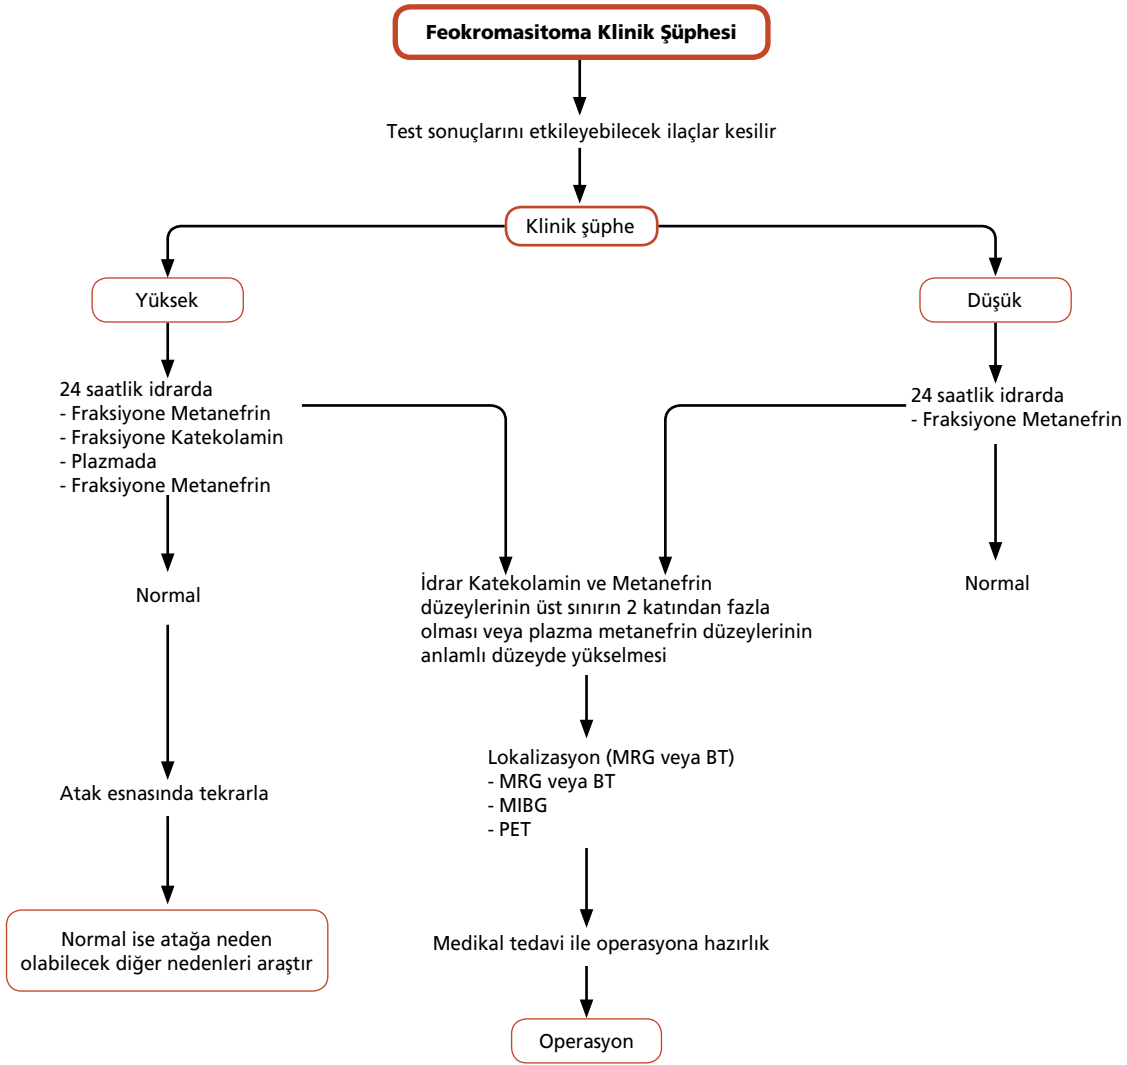 Feokromasitoma Klinik Şüphesi
Test sonuçlarını etkileyebilecek ilaçlar kesilir
Klinik şüphe
Yüksek
Düşük
24 saatlik idrarda
- Fraksiyone Metanefrin
- Fraksiyone Katekolamin
- Plazmada
- Fraksiyone Metanefrin
24 saatlik idrarda
- Fraksiyone Metanefrin
Normal
İdrar Katekolamin ve Metanefrin
düzeylerinin üst sınırın 2 katından fazla
olması veya plazma metanefrin düzeylerinin
anlamlı düzeyde yükselmesi
Normal
Lokalizasyon (MRG veya BT)
- MRG veya BT
- MIBG
- PET
Atak esnasında tekrarla
Normal ise atağa neden
olabilecek diğer nedenleri araştır
Medikal tedavi ile operasyona hazırlık
Operasyon